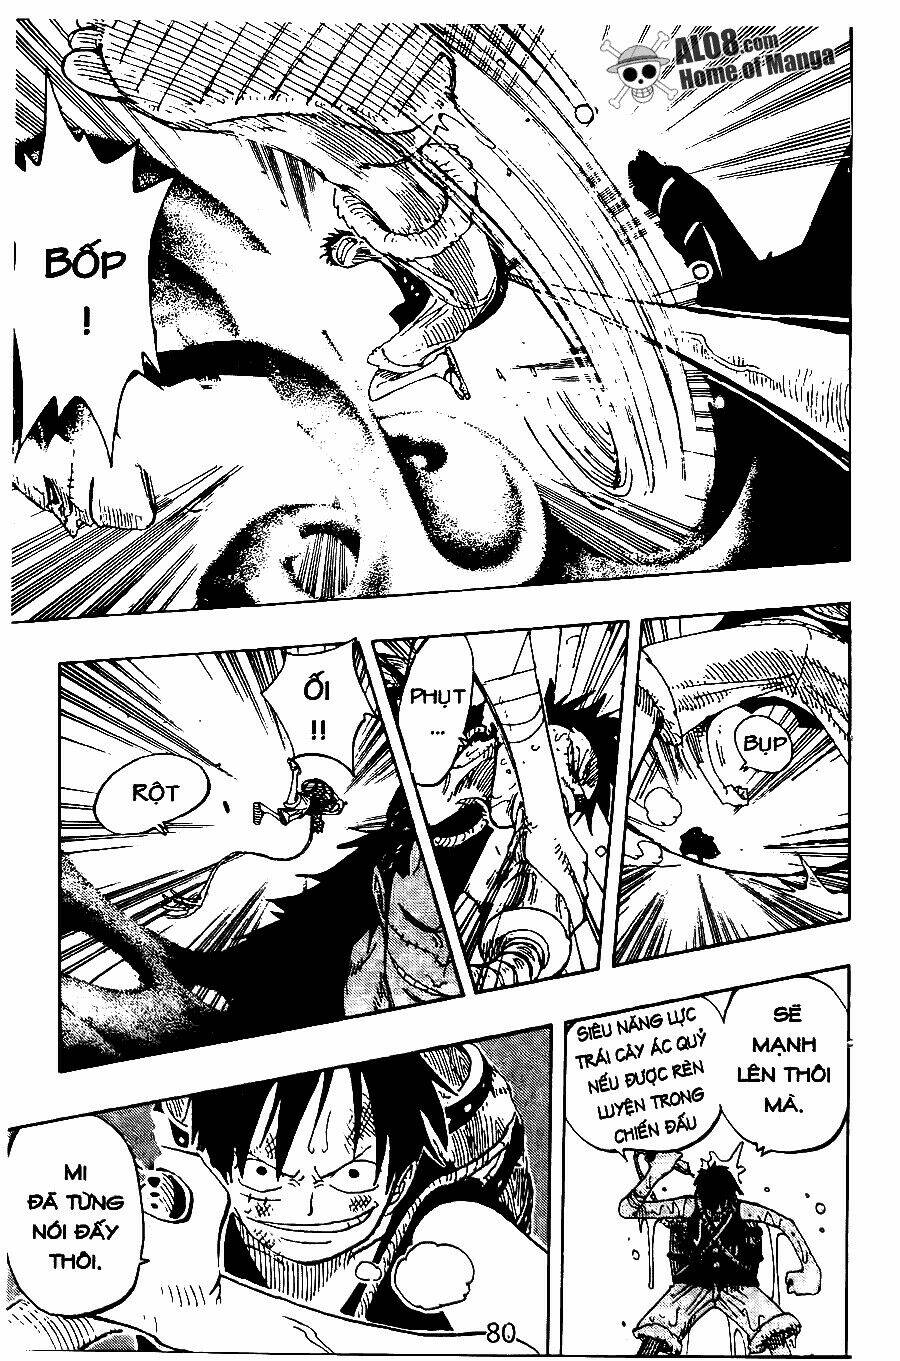 AL08.com
Home of Manga
BỐP
!
BỤP
PHỤT
...
ỐI
!!
RỘT
SIÊU NĂNG LỰC
TRÁI CÂY ÁC QUỶ
NẾU ĐƯỢC RÈN
LUYỆN TRONG
CHIẾN ĐẤU
SẼ
MẠNH
LÊN THÔI
MÀ.
MI
ĐÃ TỪNG
NÓI ĐẤY
THÔI.
80